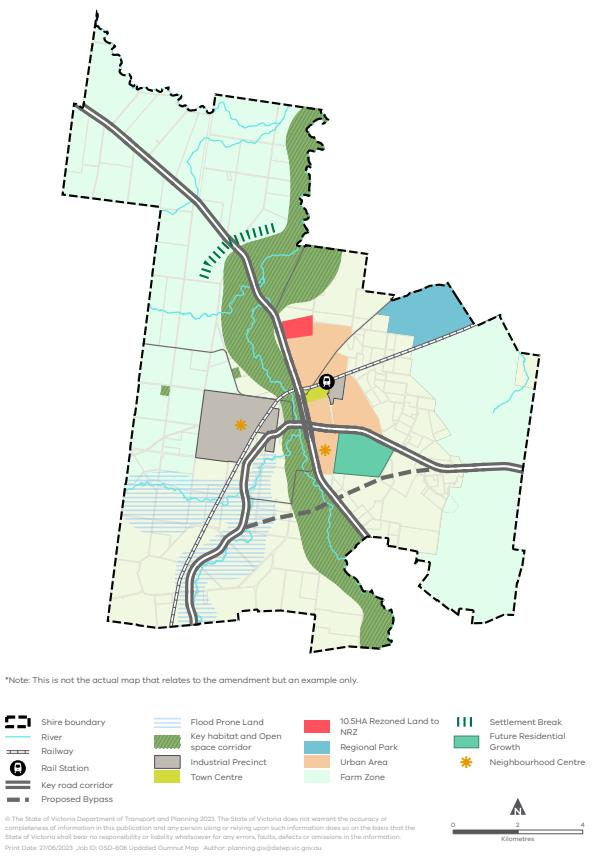 *Note: This is not the actual map that relates to the amendment but an example only.
Shire boundary
River
Railway
Rail Station
Key road corridor
Proposed Bypass
Flood Prone Land
Key habitat and Open
space corridor
Industrial Precinct
Town Centre
10.5HA Rezoned Land to
NRZ
Regional Park
Urban Area
Farm Zone
Settlement Break
Future Residential
Growth
Neighbourhood Centre
N
0 2 4
Kilometres
© The State of Victoria Department of Transport and Planning 2023. The State of Victoria does not warrant the accuracy or
completeness of information in this publication and any person using or relying upon such information does so on the basis that the
State of Victoria shall bear no responsibility or liability whatsoever for any errors, faults, defects or omissions in the information.
Print Date: 27/06/2023 Job ID: GSD-606 Updated Gumnut Map Author: planning.gis@delwp.vic.gov.au